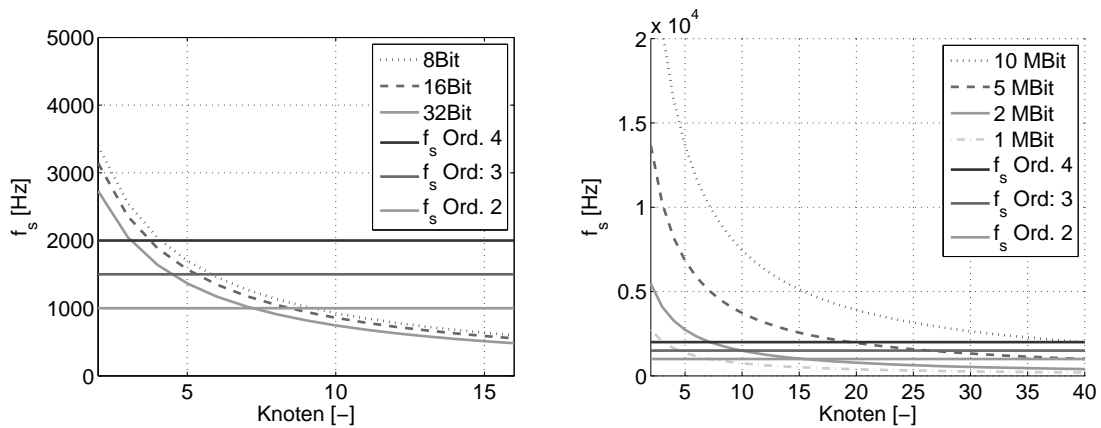 5000
4000
3000
2000
1000
0
5
10
15
f_s [Hz]
Knoten [−]
8Bit
16Bit
32Bit
f_s Ord. 4
f_s Ord: 3
f_s Ord. 2
x 10^4
2
1.5
1
0.5
0
5
10
15
20
25
30
35
40
f_s [Hz]
Knoten [−]
10 MBit
5 MBit
2 MBit
1 MBit
f_s Ord. 4
f_s Ord: 3
f_s Ord. 2